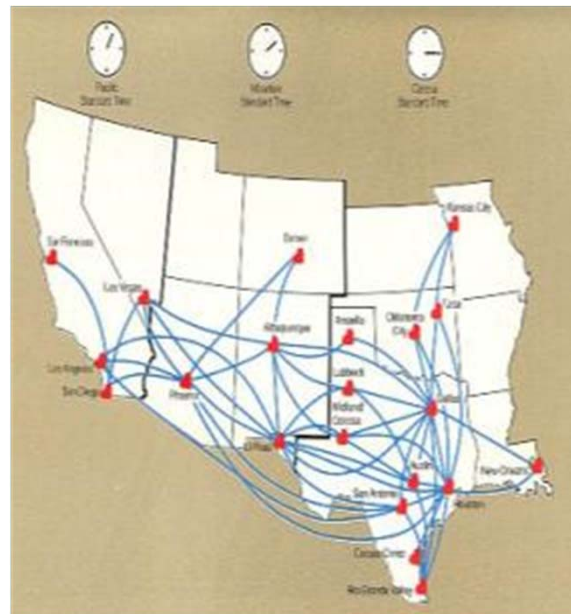 Pacific
Standard Time
Mountain
Standard Time
Central
Standard Time
Kansas City
San Francisco
Denver
Las Vegas
Tulsa
Oklahoma
City
Amarillo
Albuquerque
Los Angeles
Lubbock
San Diego
Phoenix
Dallas
Midland
Odessa
El Paso
Austin
New Orleans
San Antonio
Houston
Corpus Christi
Rio Grande Valley